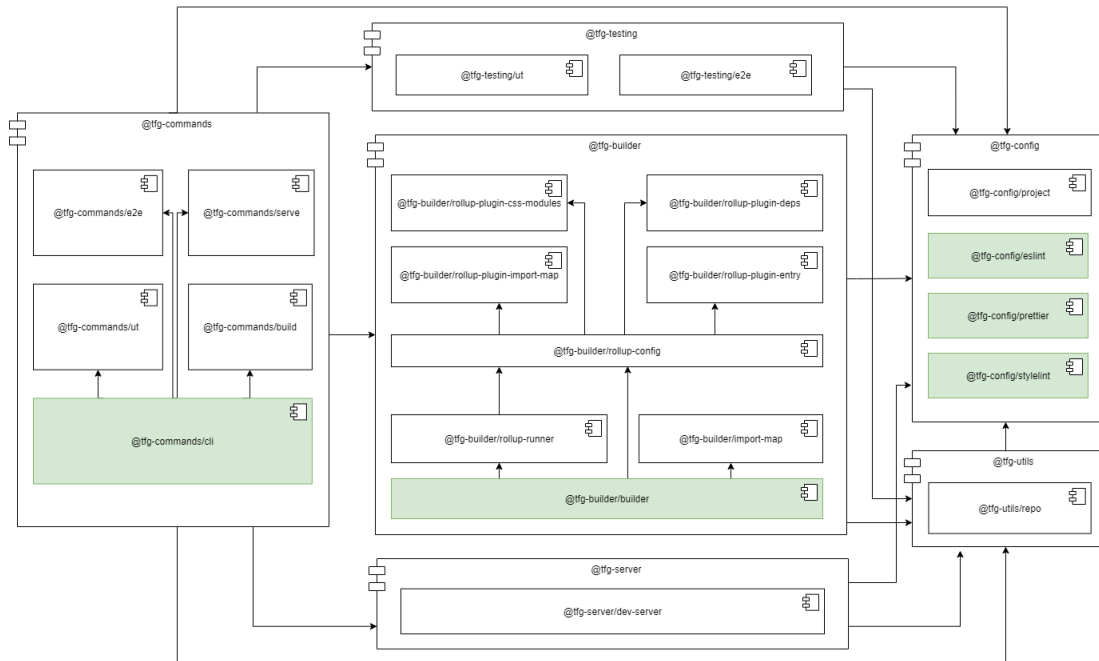 @tfg-testing
@tfg-testing/ut
@tfg-testing/e2e
@tfg-commands
@tfg-commands/e2e
@tfg-commands/serve
@tfg-commands/ut
@tfg-commands/build
@tfg-commands/cli
@tfg-builder
@tfg-builder/rollup-plugin-css-modules
@tfg-builder/rollup-plugin-deps
@tfg-builder/rollup-plugin-import-map
@tfg-builder/rollup-plugin-entry
@tfg-builder/rollup-config
@tfg-builder/rollup-runner
@tfg-builder/import-map
@tfg-builder/builder
@tfg-config
@tfg-config/project
@tfg-config/eslint
@tfg-config/prettier
@tfg-config/stylelint
@tfg-utils
@tfg-utils/repo
@tfg-server
@tfg-server/dev-server